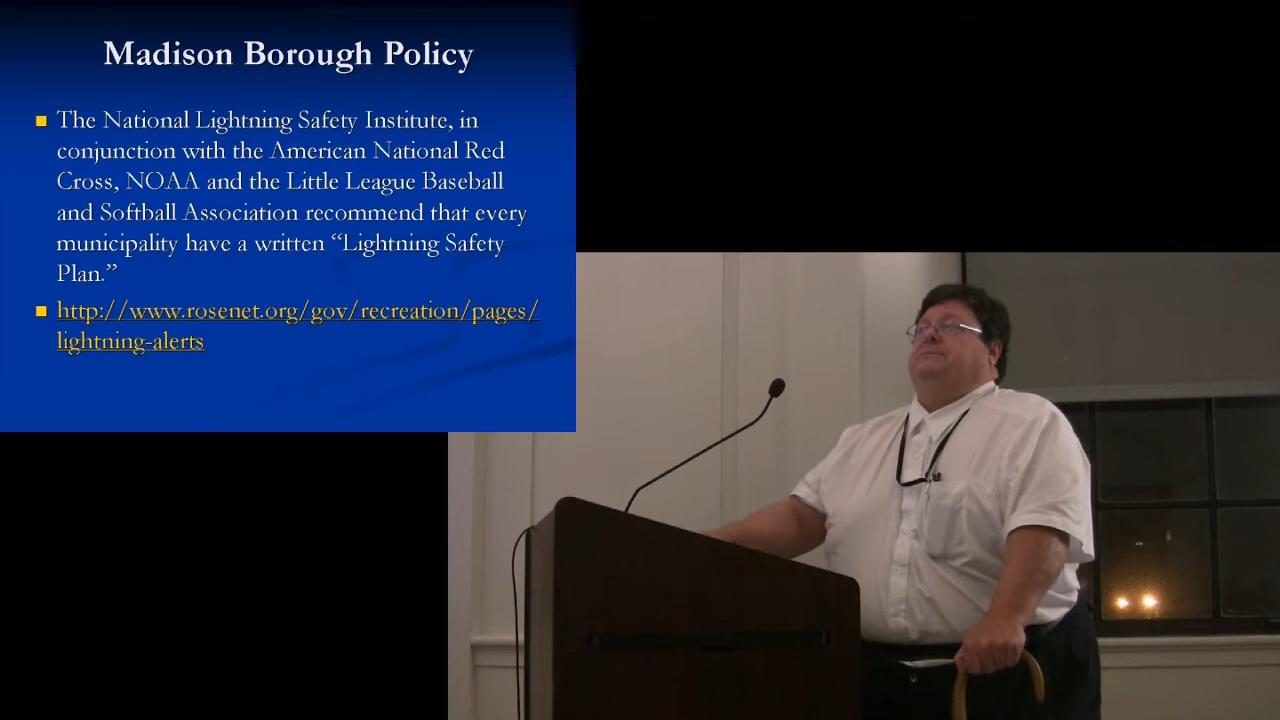 Madison Borough Policy
The National Lightning Safety Institute, in
conjunction with the American National Red
Cross, NOAA and the Little League Baseball
and Softball Association recommend that every
municipality have a written “Lightning Safety
Plan.”
http://www.rosenet.org/gov/recreation/pages/
lightning-alerts